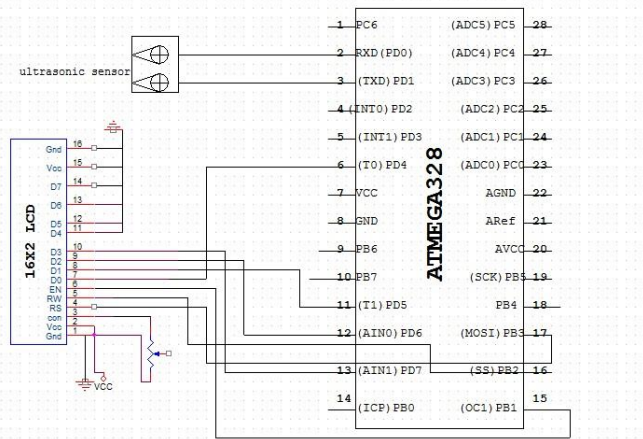 1 PC6 (ADC5) PC5 28
2 RXD(PD0) (ADC4) PC4 27
3 (TXD) PD1 (ADC3) PC3 26
4 (INT0) PD2 (ADC2) PC2 25
5 (INT1) PD3 (ADC1) PC1 24
6 (T0) PD4 (ADC0) PC0 23
7 VCC AGND 22
8 GND ARef 21
9 PB6 AVCC 20
10 PB7 (SCK) PB5 19
11 (T1) PD5 PB4 18
12 (AIN0) PD6 (MOSI) PB3 17
13 (AIN1) PD7 (SS) PB2 16
14 (ICP) PB0 (OC1) PB1 15
ATMEGA328
ultrasonic sensor
16X2 LCD
Gnd 16
Vcc 15
D7 14
D6 13
D5 12
D4 11
D3 10
D2 9
D1 8
D0 7
EN 6
RW 5
RS 4
con 3
Vcc 2
Gnd 1
VCC